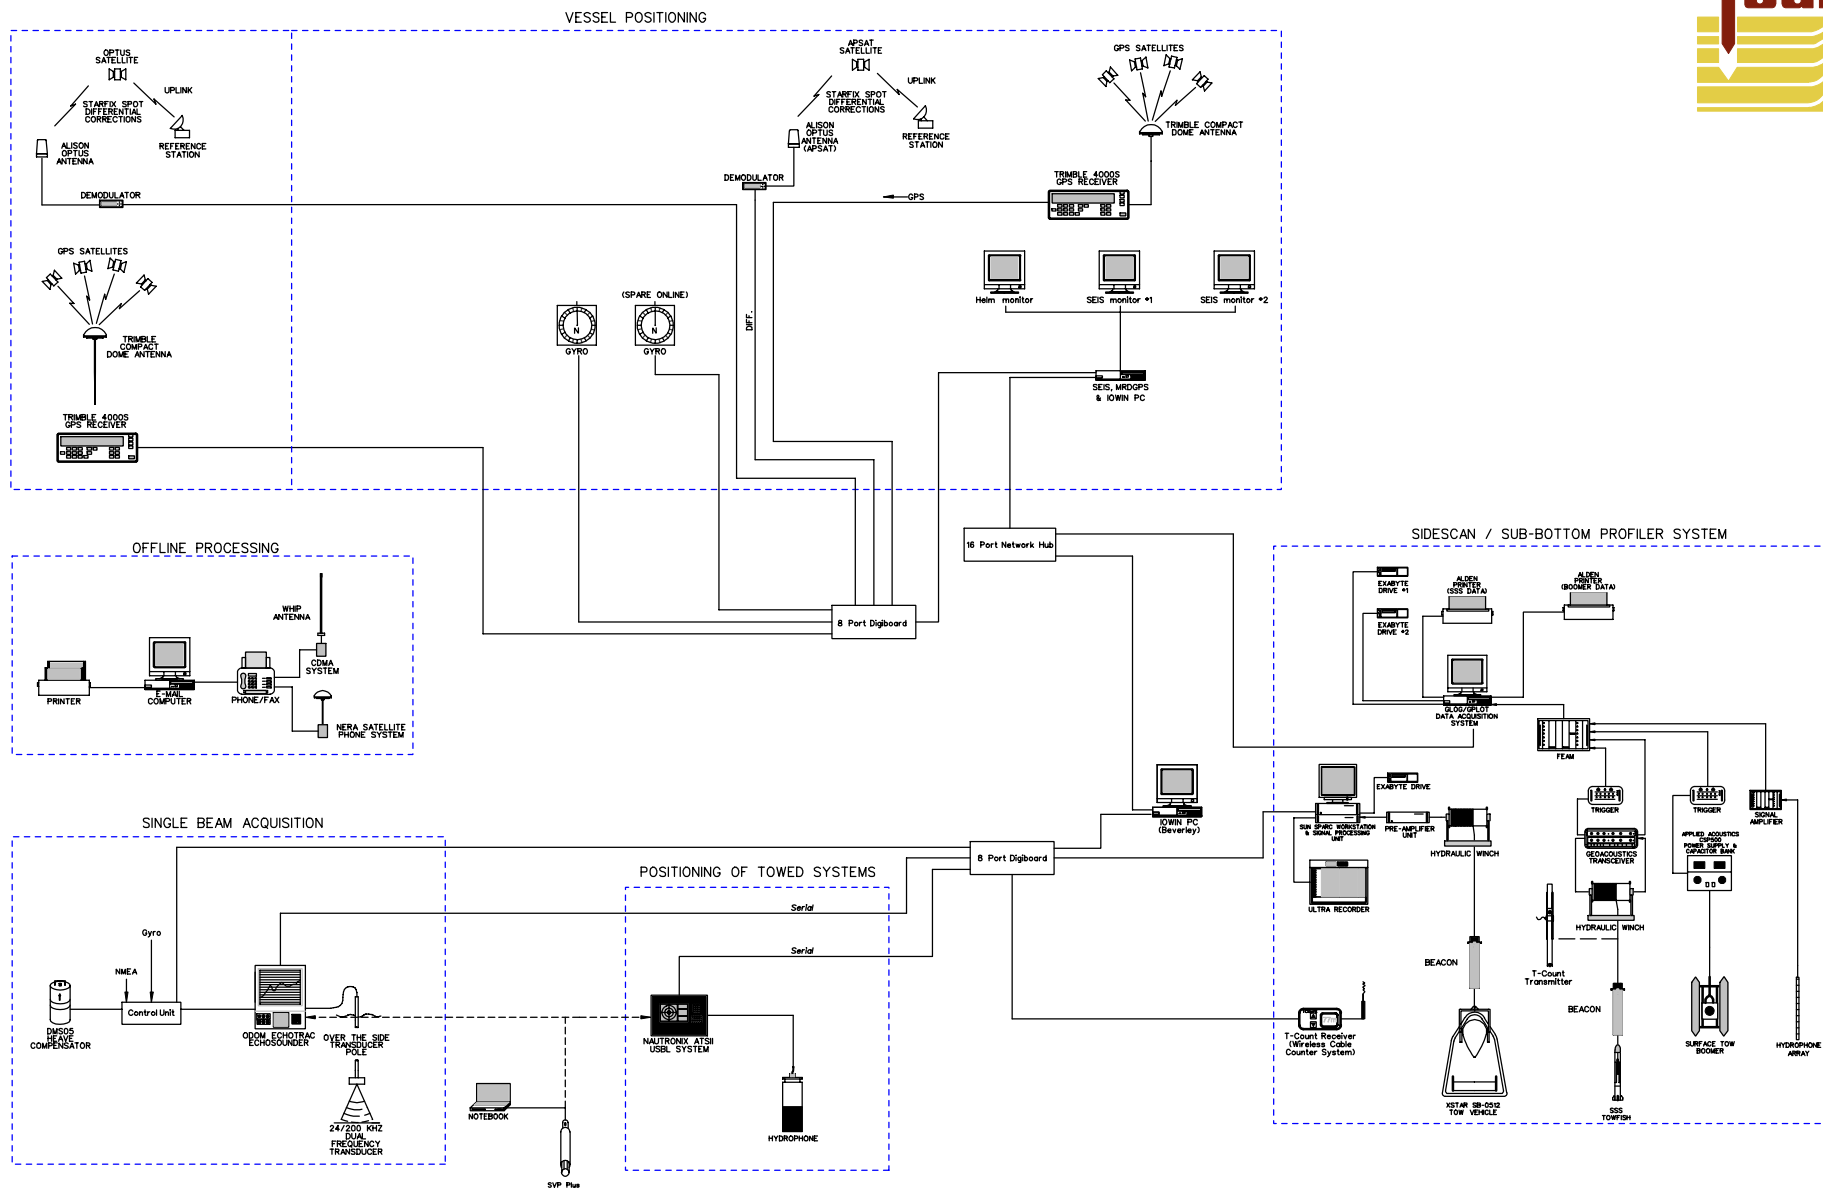 VESSEL POSITIONING
OPTUS
SATELLITE
UPLINK
STARFIX SPOT
DIFFERENTIAL
CORRECTIONS
ALISON
OPTUS
ANTENNA
REFERENCE
STATION
DEMODULATOR
GPS SATELLITES
TRIMBLE
COMPACT
DOME ANTENNA
TRIMBLE 4000S
GPS RECEIVER
APSAT
SATELLITE
UPLINK
STARFIX SPOT
DIFFERENTIAL
CORRECTIONS
ALISON
OPTUS
ANTENNA
(APSAT)
REFERENCE
STATION
DEMODULATOR
GPS SATELLITES
TRIMBLE COMPACT
DOME ANTENNA
TRIMBLE 4000S
GPS RECEIVER
GPS
DIFF.
(SPARE ONLINE)
N
N
GYRO
GYRO
Helm monitor
SEIS monitor #1
SEIS monitor #2
SEIS, MRDGPS
& IOWIN PC
16 Port Network Hub
8 Port Digiboard
OFFLINE PROCESSING
WHIP
ANTENNA
CDMA
SYSTEM
PRINTER
E-MAIL
COMPUTER
PHONE/FAX
NERA SATELLITE
PHONE SYSTEM
SIDESCAN / SUB-BOTTOM PROFILER SYSTEM
EXABYTE
DRIVE #1
EXABYTE
DRIVE #2
ALDEN
PRINTER
(SSS DATA)
ALDEN
PRINTER
(BOOMER DATA)
GLOG/GPLOT
DATA ACQUISITION
SYSTEM
FEAM
EXABYTE DRIVE
SUN SPARC WORKSTATION
& SIGNAL PROCESSING
UNIT
PRE-AMPLIFIER
UNIT
HYDRAULIC WINCH
ULTRA RECORDER
TRIGGER
TRIGGER
SIGNAL
AMPLIFIER
GEOACOUSTICS
TRANSCEIVER
APPLIED ACOUSTICS
CSP500
POWER SUPPLY &
CAPACITOR BANK
HYDRAULIC WINCH
T-Count
Transmitter
BEACON
BEACON
T-Count Receiver
(Wireless Cable
Counter System)
XSTAR SB-0512
TOW VEHICLE
SSS
TOWFISH
SURFACE TOW
BOOMER
HYDROPHONE
ARRAY
IOWIN PC
(Beverley)
8 Port Digiboard
SINGLE BEAM ACQUISITION
Gyro
NMEA
Control Unit
DMS05
HEAVE
COMPENSATOR
ODOM ECHOTRAC
ECHOSOUNDER
OVER THE SIDE
TRANSDUCER
POLE
24/200 KHZ
DUAL
FREQUENCY
TRANSDUCER
POSITIONING OF TOWED SYSTEMS
Serial
Serial
NAUTRONIX ATSII
USBL SYSTEM
HYDROPHONE
NOTEBOOK
SVP Plus